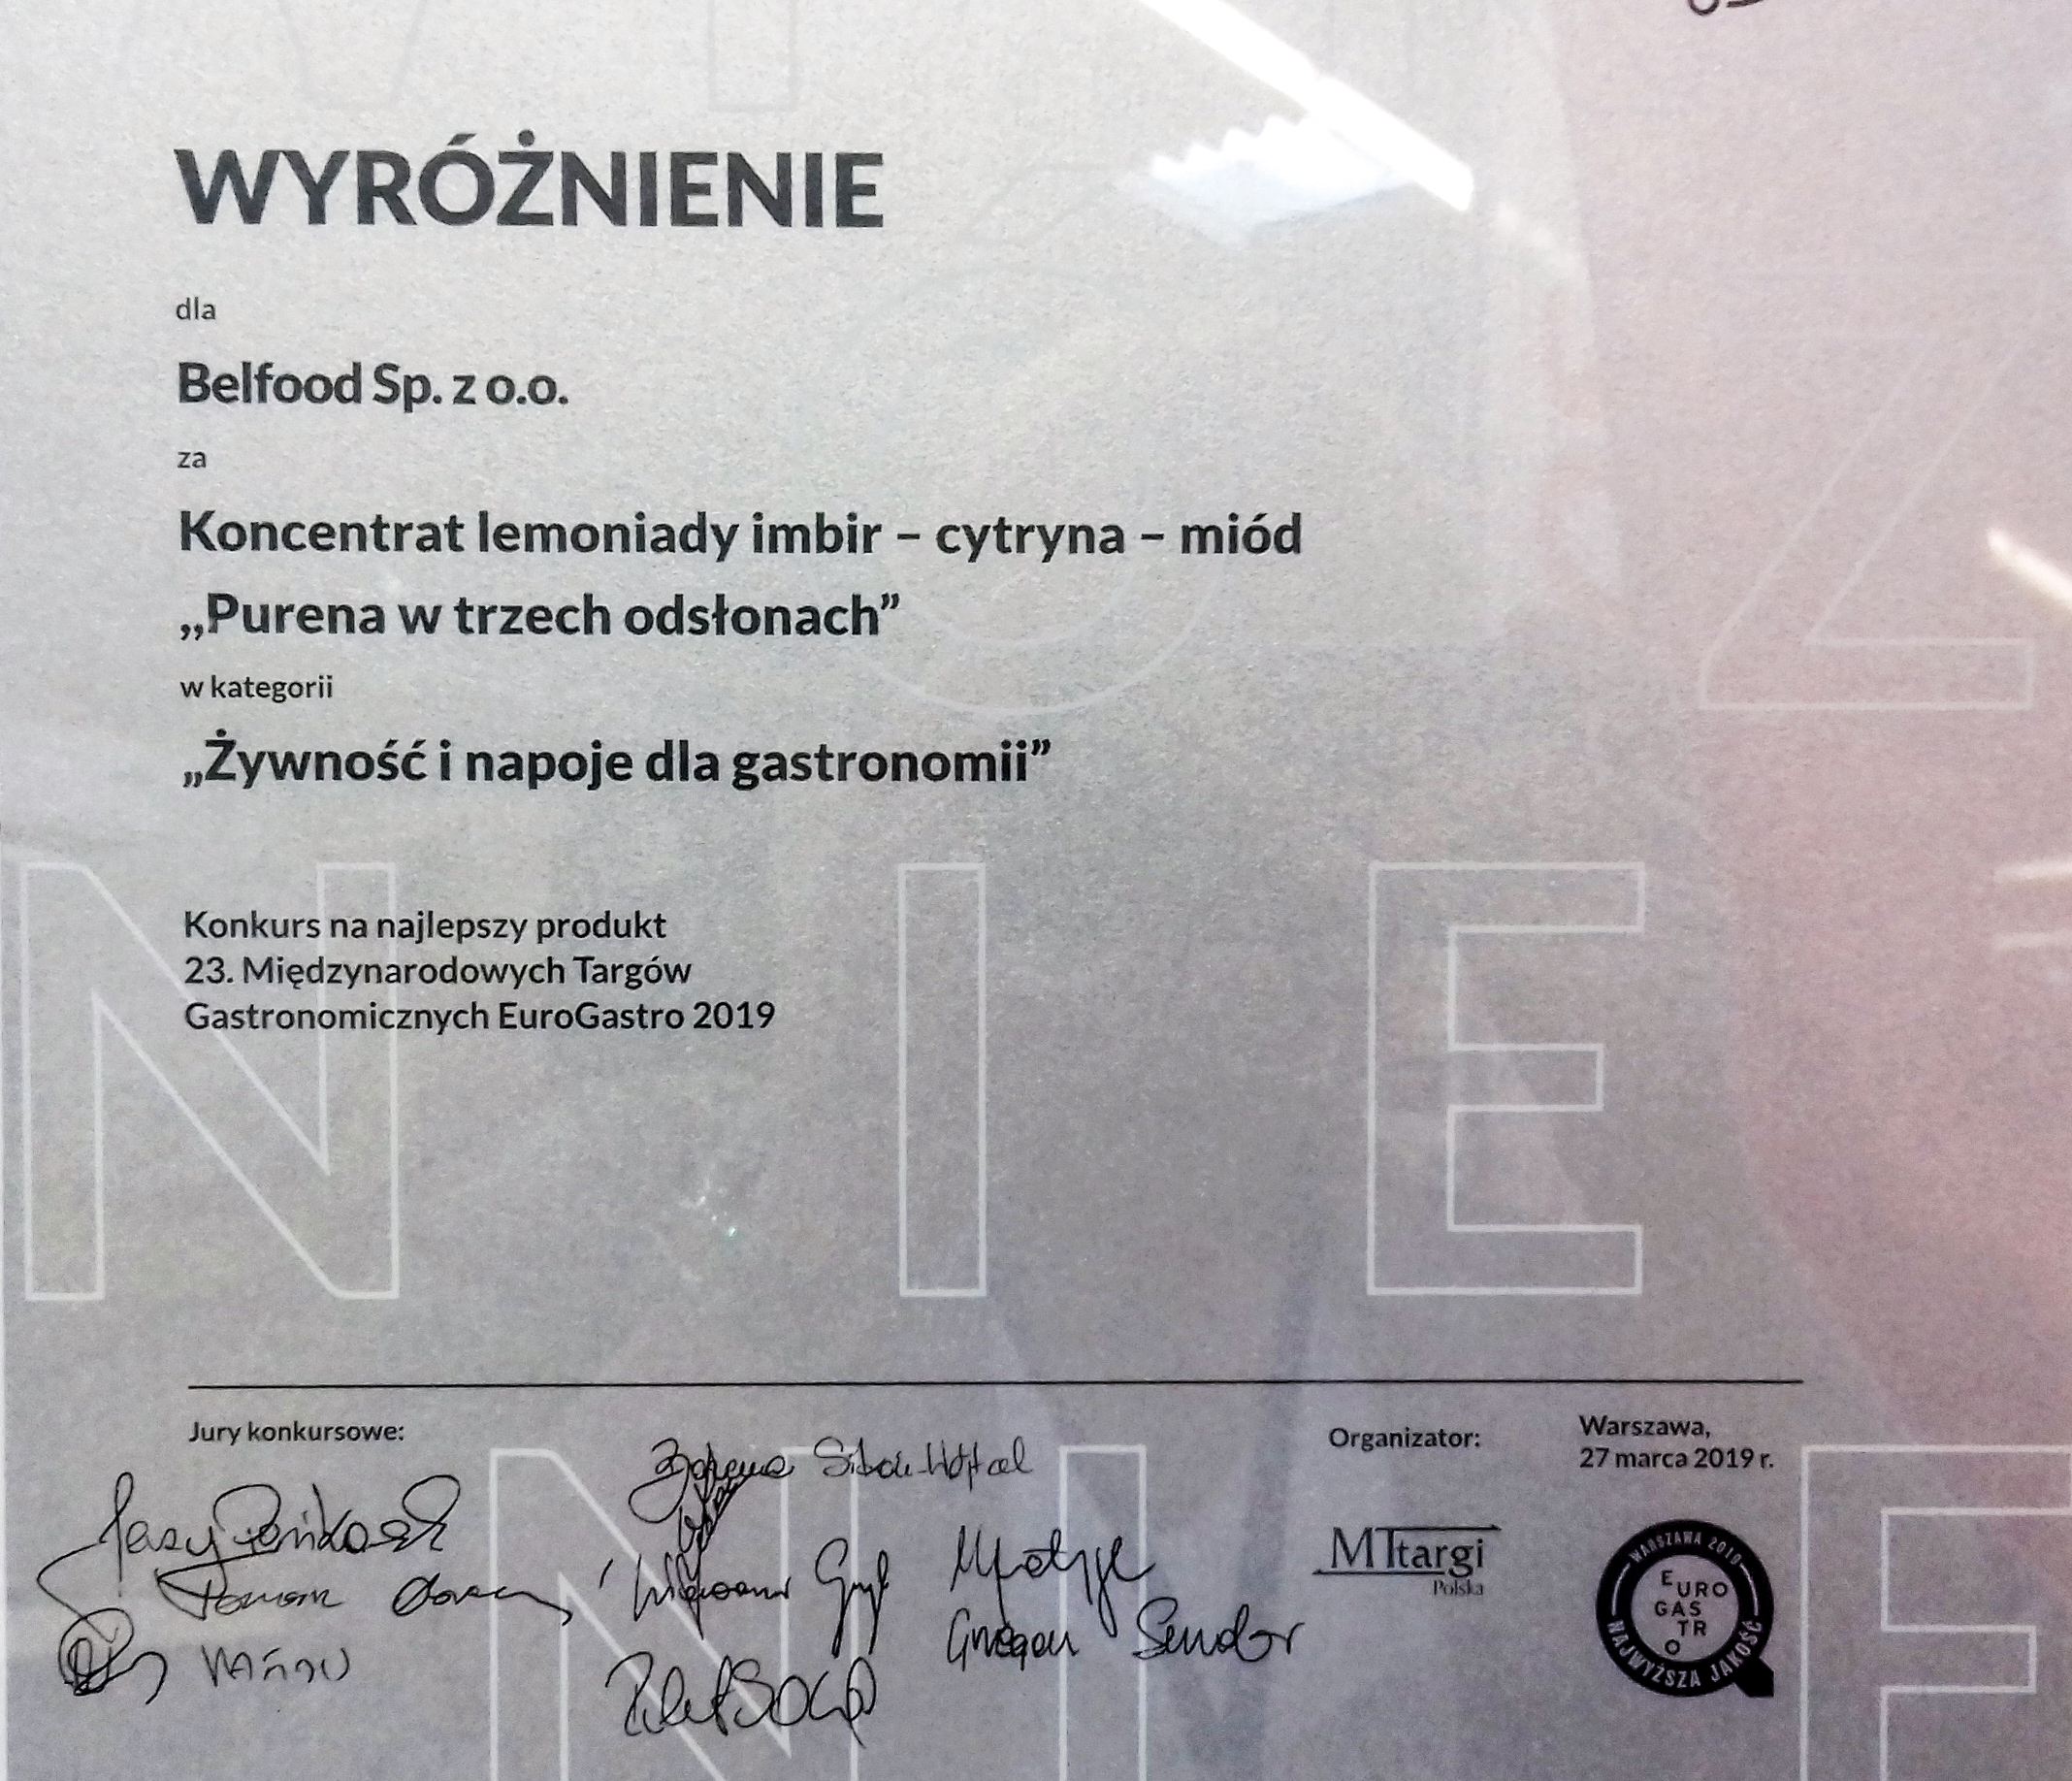 WYRÓŻNIENIE
dla
Belfood Sp. z o.o.
za
Koncentrat lemoniady imbir – cytryna – miód
„Purena w trzech odsłonach”
w kategorii
„Żywność i napoje dla gastronomii”
Konkurs na najlepszy produkt
23. Międzynarodowych Targów
Gastronomicznych EuroGastro 2019
Jury konkursowe:
Grzegorz Sendor
Organizator:
MTtargi
Polska
Warszawa,
27 marca 2019 r.
WARSZAWA 2019
EURO
GAS
TR
O
NAJWYŻSZA JAKOŚĆ
N I E
N I E